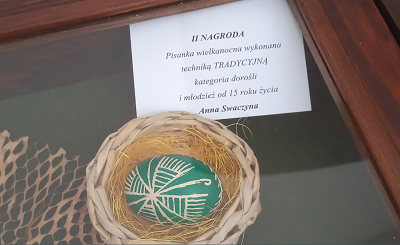 II NAGRODA
Pisanka wielkanocna wykonana
techniką TRADYCYJNĄ
kategoria dorośli
i młodzież od 15 roku życia
Anna Swaczyna